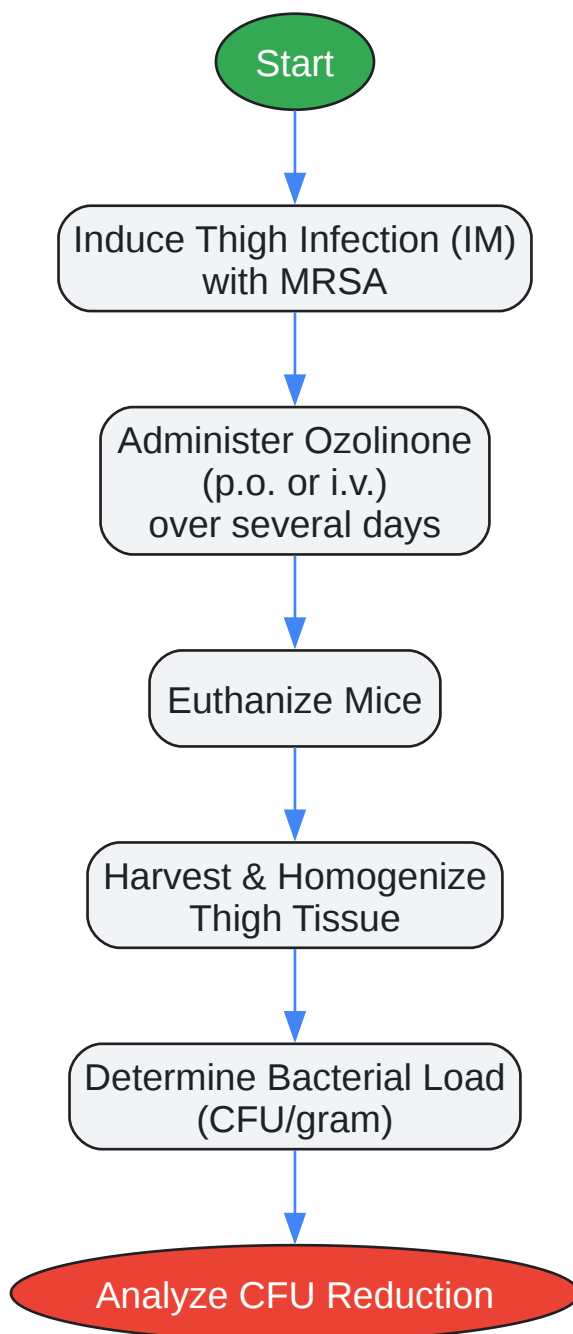 Start
Induce Thigh Infection (IM)
with MRSA
Administer Ozolinone
(p.o. or i.v.)
over several days
Euthanize Mice
Harvest & Homogenize
Thigh Tissue
Determine Bacterial Load
(CFU/gram)
Analyze CFU Reduction